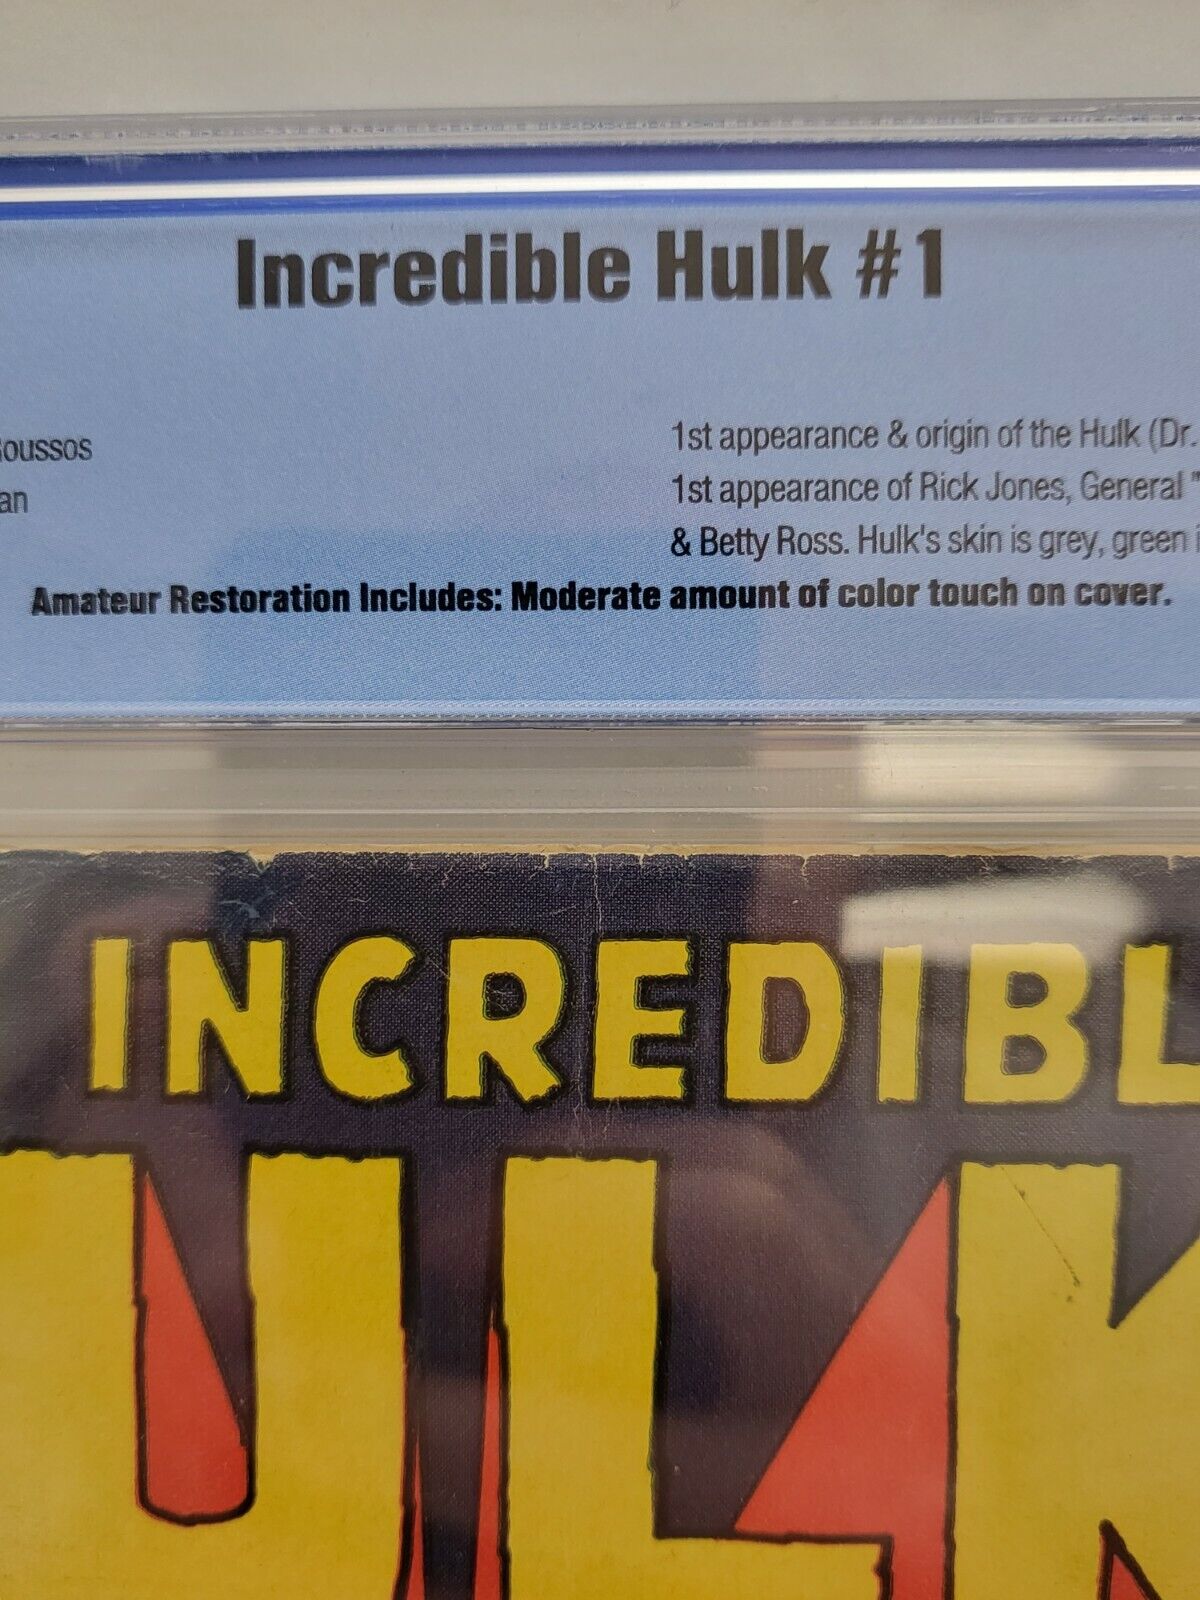 Incredible Hulk #1
1st appearance & origin of the Hulk (Dr.
oussos
1st appearance of Rick Jones, General "
an
& Betty Ross. Hulk's skin is grey, green i
Amateur Restoration Includes: Moderate amount of color touch on cover.
INCREDIBL
ULK